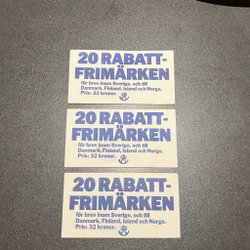 20 RABATT-
FRIMÄRKEN
för brev inom Sverige, och till
Danmark, Finland, Island och Norge.
Pris: 32 kronor.
20 RABATT-
FRIMÄRKEN
för brev inom Sverige, och till
Danmark, Finland, Island och Norge.
Pris: 32 kronor.
20 RABATT-
FRIMÄRKEN
för brev inom Sverige, och till
Danmark, Finland, Island och Norge.
Pris: 32 kronor.